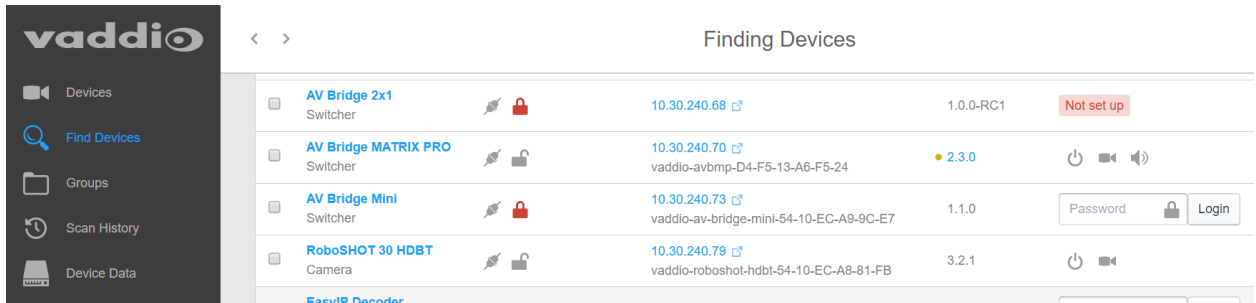 vaddio
Finding Devices
Devices
Find Devices
Groups
Scan History
Device Data
AV Bridge 2x1
Switcher
10.30.240.68
1.0.0-RC1
Not set up
AV Bridge MATRIX PRO
Switcher
10.30.240.70
vaddio-avbmp-D4-F5-13-A6-F5-24
2.3.0
AV Bridge Mini
Switcher
10.30.240.73
vaddio-av-bridge-mini-54-10-EC-A9-9C-E7
1.1.0
Password
Login
RoboSHOT 30 HDBT
Camera
10.30.240.79
vaddio-roboshot-hdbt-54-10-EC-A8-81-FB
3.2.1
EasyIP Decoder